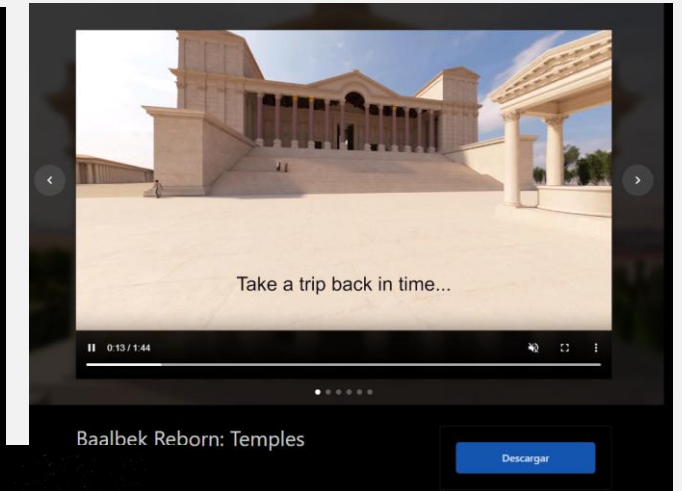 Take a trip back in time...
0:13 / 1:44
Baalbek Reborn: Temples
Descargar